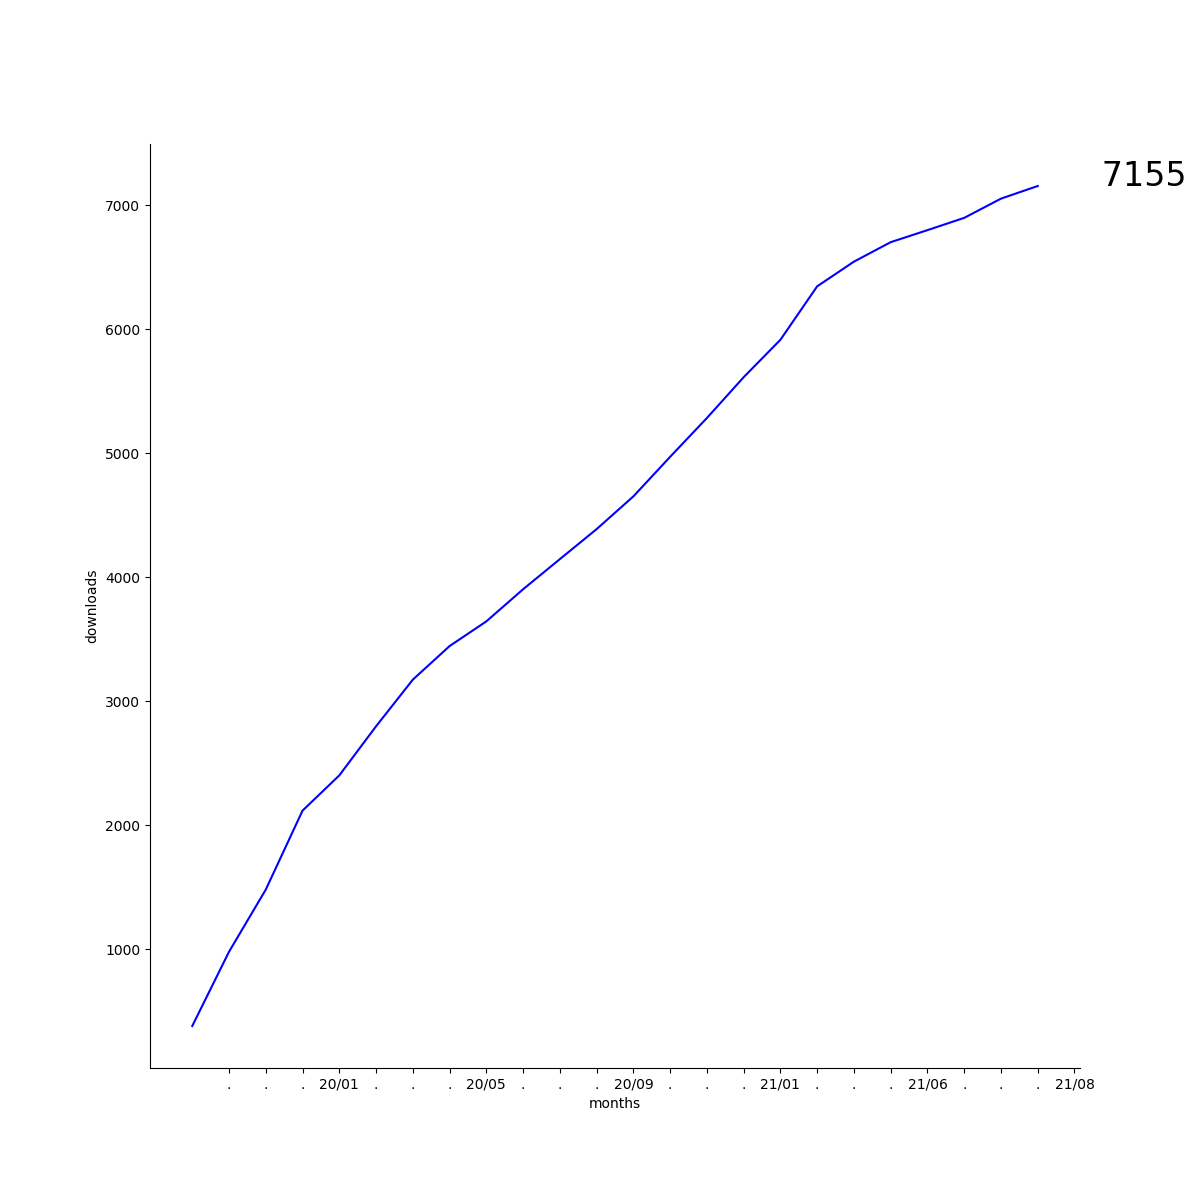 7155
7000
6000
5000
4000
3000
2000
1000
downloads
. . . 20/01 . . . 20/05 . . . 20/09 . . . 21/01 . . . 21/06 . . . 21/08
months